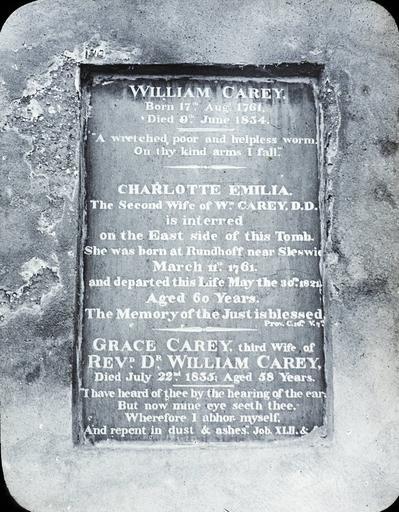 WILLIAM CAREY.
Born 17th Aug. 1761,
Died 9th June 1834.
"A wretched, poor and helpless worm,
On thy kind arms I fall."
CHARLOTTE EMILIA.
The Second Wife of Wm CAREY, D.D.
is interred
on the East side of this Tomb.
She was born at Rundhoff near Sleswic
March 11th 1761.
and departed this Life May the 30th 1821,
Aged 60 Years.
The Memory of the Just is blessed.
Prov. C. 10th V. 7th
GRACE CAREY, third Wife of
REVD DR WILLIAM CAREY,
Died July 22nd 1835; Aged 58 Years.
I have heard of thee by the hearing of the ear:
But now mine eye seeth thee.
Wherefore I abhor myself,
And repent in dust & ashes. Job. XLII. &